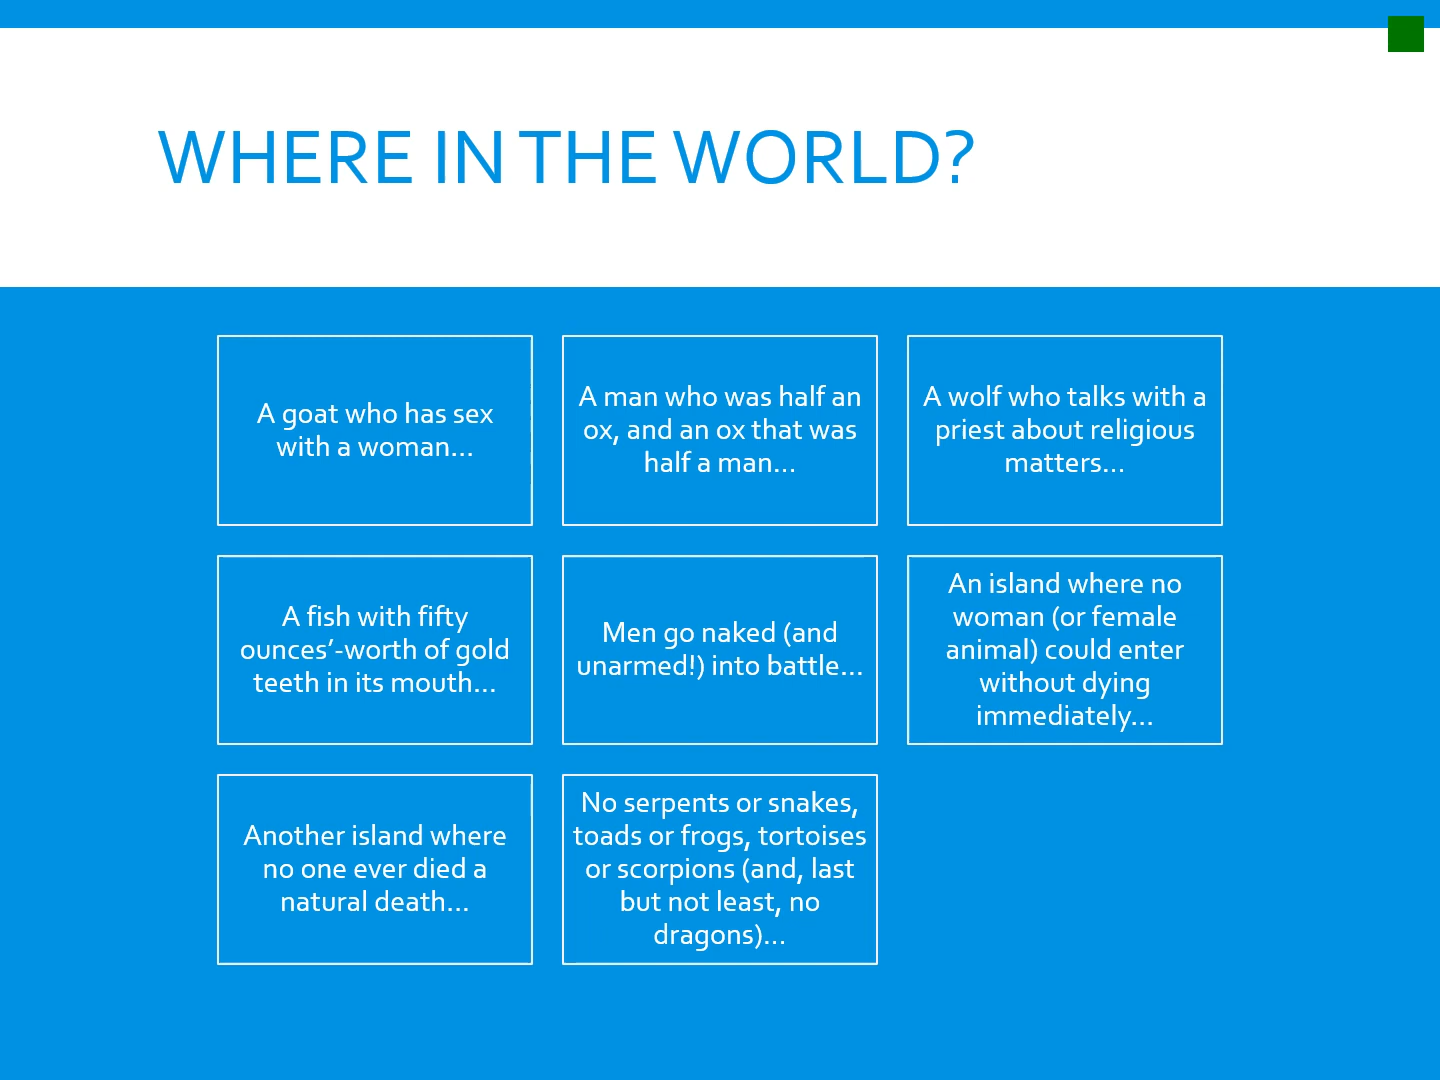 WHERE IN THE WORLD?
A goat who has sex
with a woman…
A man who was half an
ox, and an ox that was
half a man…
A wolf who talks with a
priest about religious
matters…
A fish with fifty
ounces’-worth of gold
teeth in its mouth…
Men go naked (and
unarmed!) into battle…
An island where no
woman (or female
animal) could enter
without dying
immediately…
Another island where
no one ever died a
natural death…
No serpents or snakes,
toads or frogs, tortoises
or scorpions (and, last
but not least, no
dragons)…